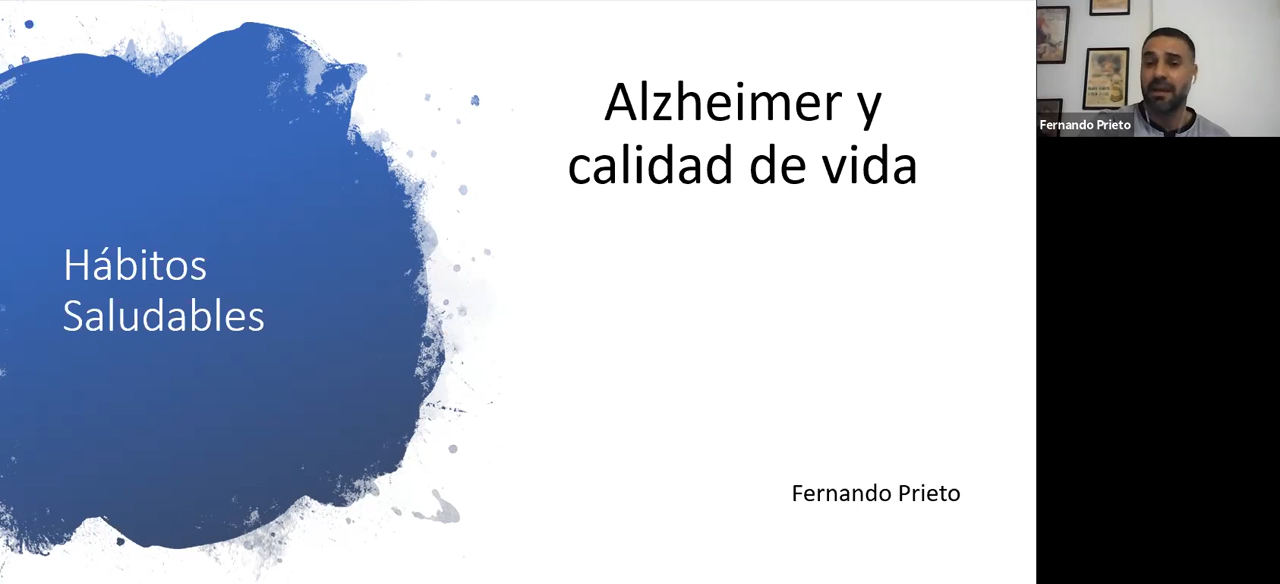 Alzheimer y
calidad de vida
Hábitos
Saludables
Fernando Prieto
Fernando Prieto